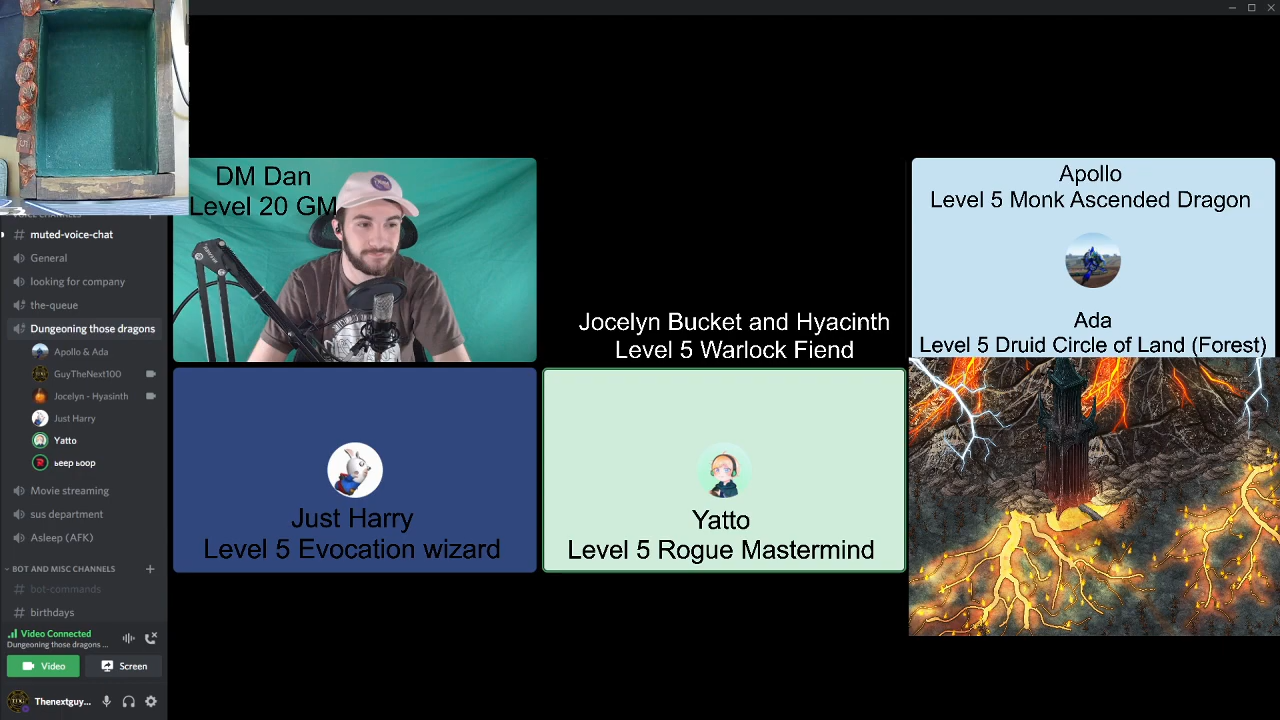 muted-voice-chat
General
looking for company
the-queue
Dungeoning those dragons
Apollo & Ada
GuyTheNext100
Jocelyn - Hyasinth
Just Harry
Yatto
ьeep ьoop
Movie streaming
sus department
Asleep (AFK)
BOT AND MISC CHANNELS
bot-commands
birthdays
Video Connected
Dungeoning those dragons ...
Video
Screen
Thenextguy...
DM Dan
Level 20 GM
Jocelyn Bucket and Hyacinth
Level 5 Warlock Fiend
Apollo
Level 5 Monk Ascended Dragon
Ada
Level 5 Druid Circle of Land (Forest)
Just Harry
Level 5 Evocation wizard
Yatto
Level 5 Rogue Mastermind